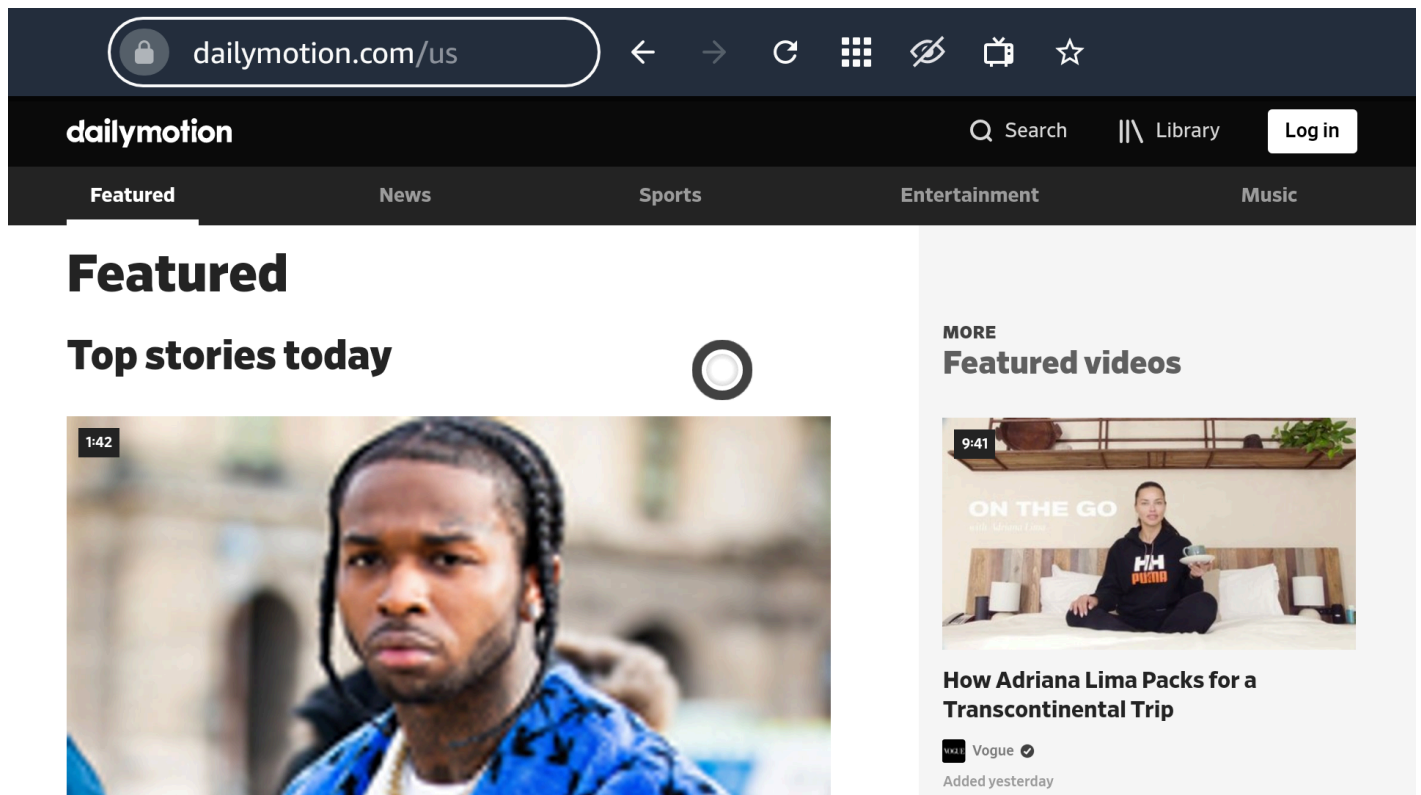 dailymotion.com/us
dailymotion
Search
Library
Log in
Featured
News
Sports
Entertainment
Music
Featured
Top stories today
1:42
MORE
Featured videos
9:41
ON THE GO
HH
PUMA
How Adriana Lima Packs for a
Transcontinental Trip
VOGUE
Vogue
Added yesterday